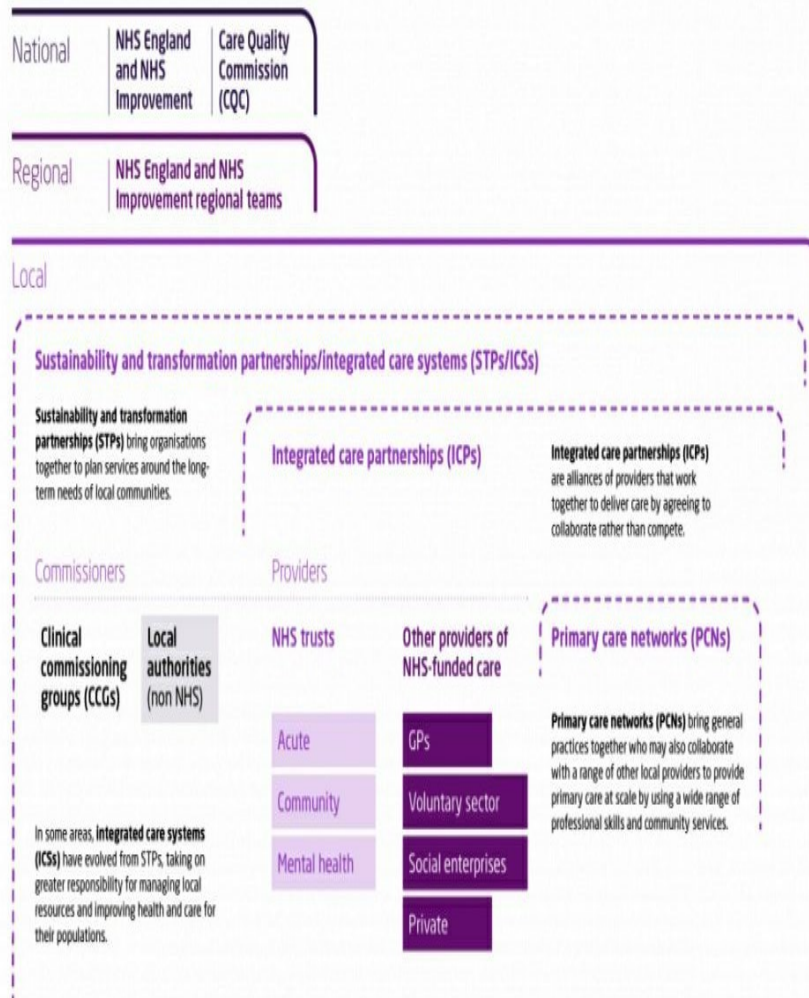 National
NHS England
and NHS
Improvement
Care Quality
Commission
(CQC)
Regional
NHS England and NHS
Improvement regional teams
Local
Sustainability and transformation partnerships/integrated care systems (STPs/ICSs)
Sustainability and transformation
partnerships (STPs) bring organisations
together to plan services around the long-
term needs of local communities.
Integrated care partnerships (ICPs)
Integrated care partnerships (ICPs)
are alliances of providers that work
together to deliver care by agreeing to
collaborate rather than compete.
Commissioners
Providers
Clinical
commissioning
groups (CCGs)
Local
authorities
(non NHS)
NHS trusts
Other providers of
NHS-funded care
Primary care networks (PCNs)
Acute
Community
Mental health
GPs
Voluntary sector
Social enterprises
Private
Primary care networks (PCNs) bring general
practices together who may also collaborate
with a range of other local providers to provide
primary care at scale by using a wide range of
professional skills and community services.
In some areas, integrated care systems
(ICSs) have evolved from STPs, taking on
greater responsibility for managing local
resources and improving health and care for
their populations.